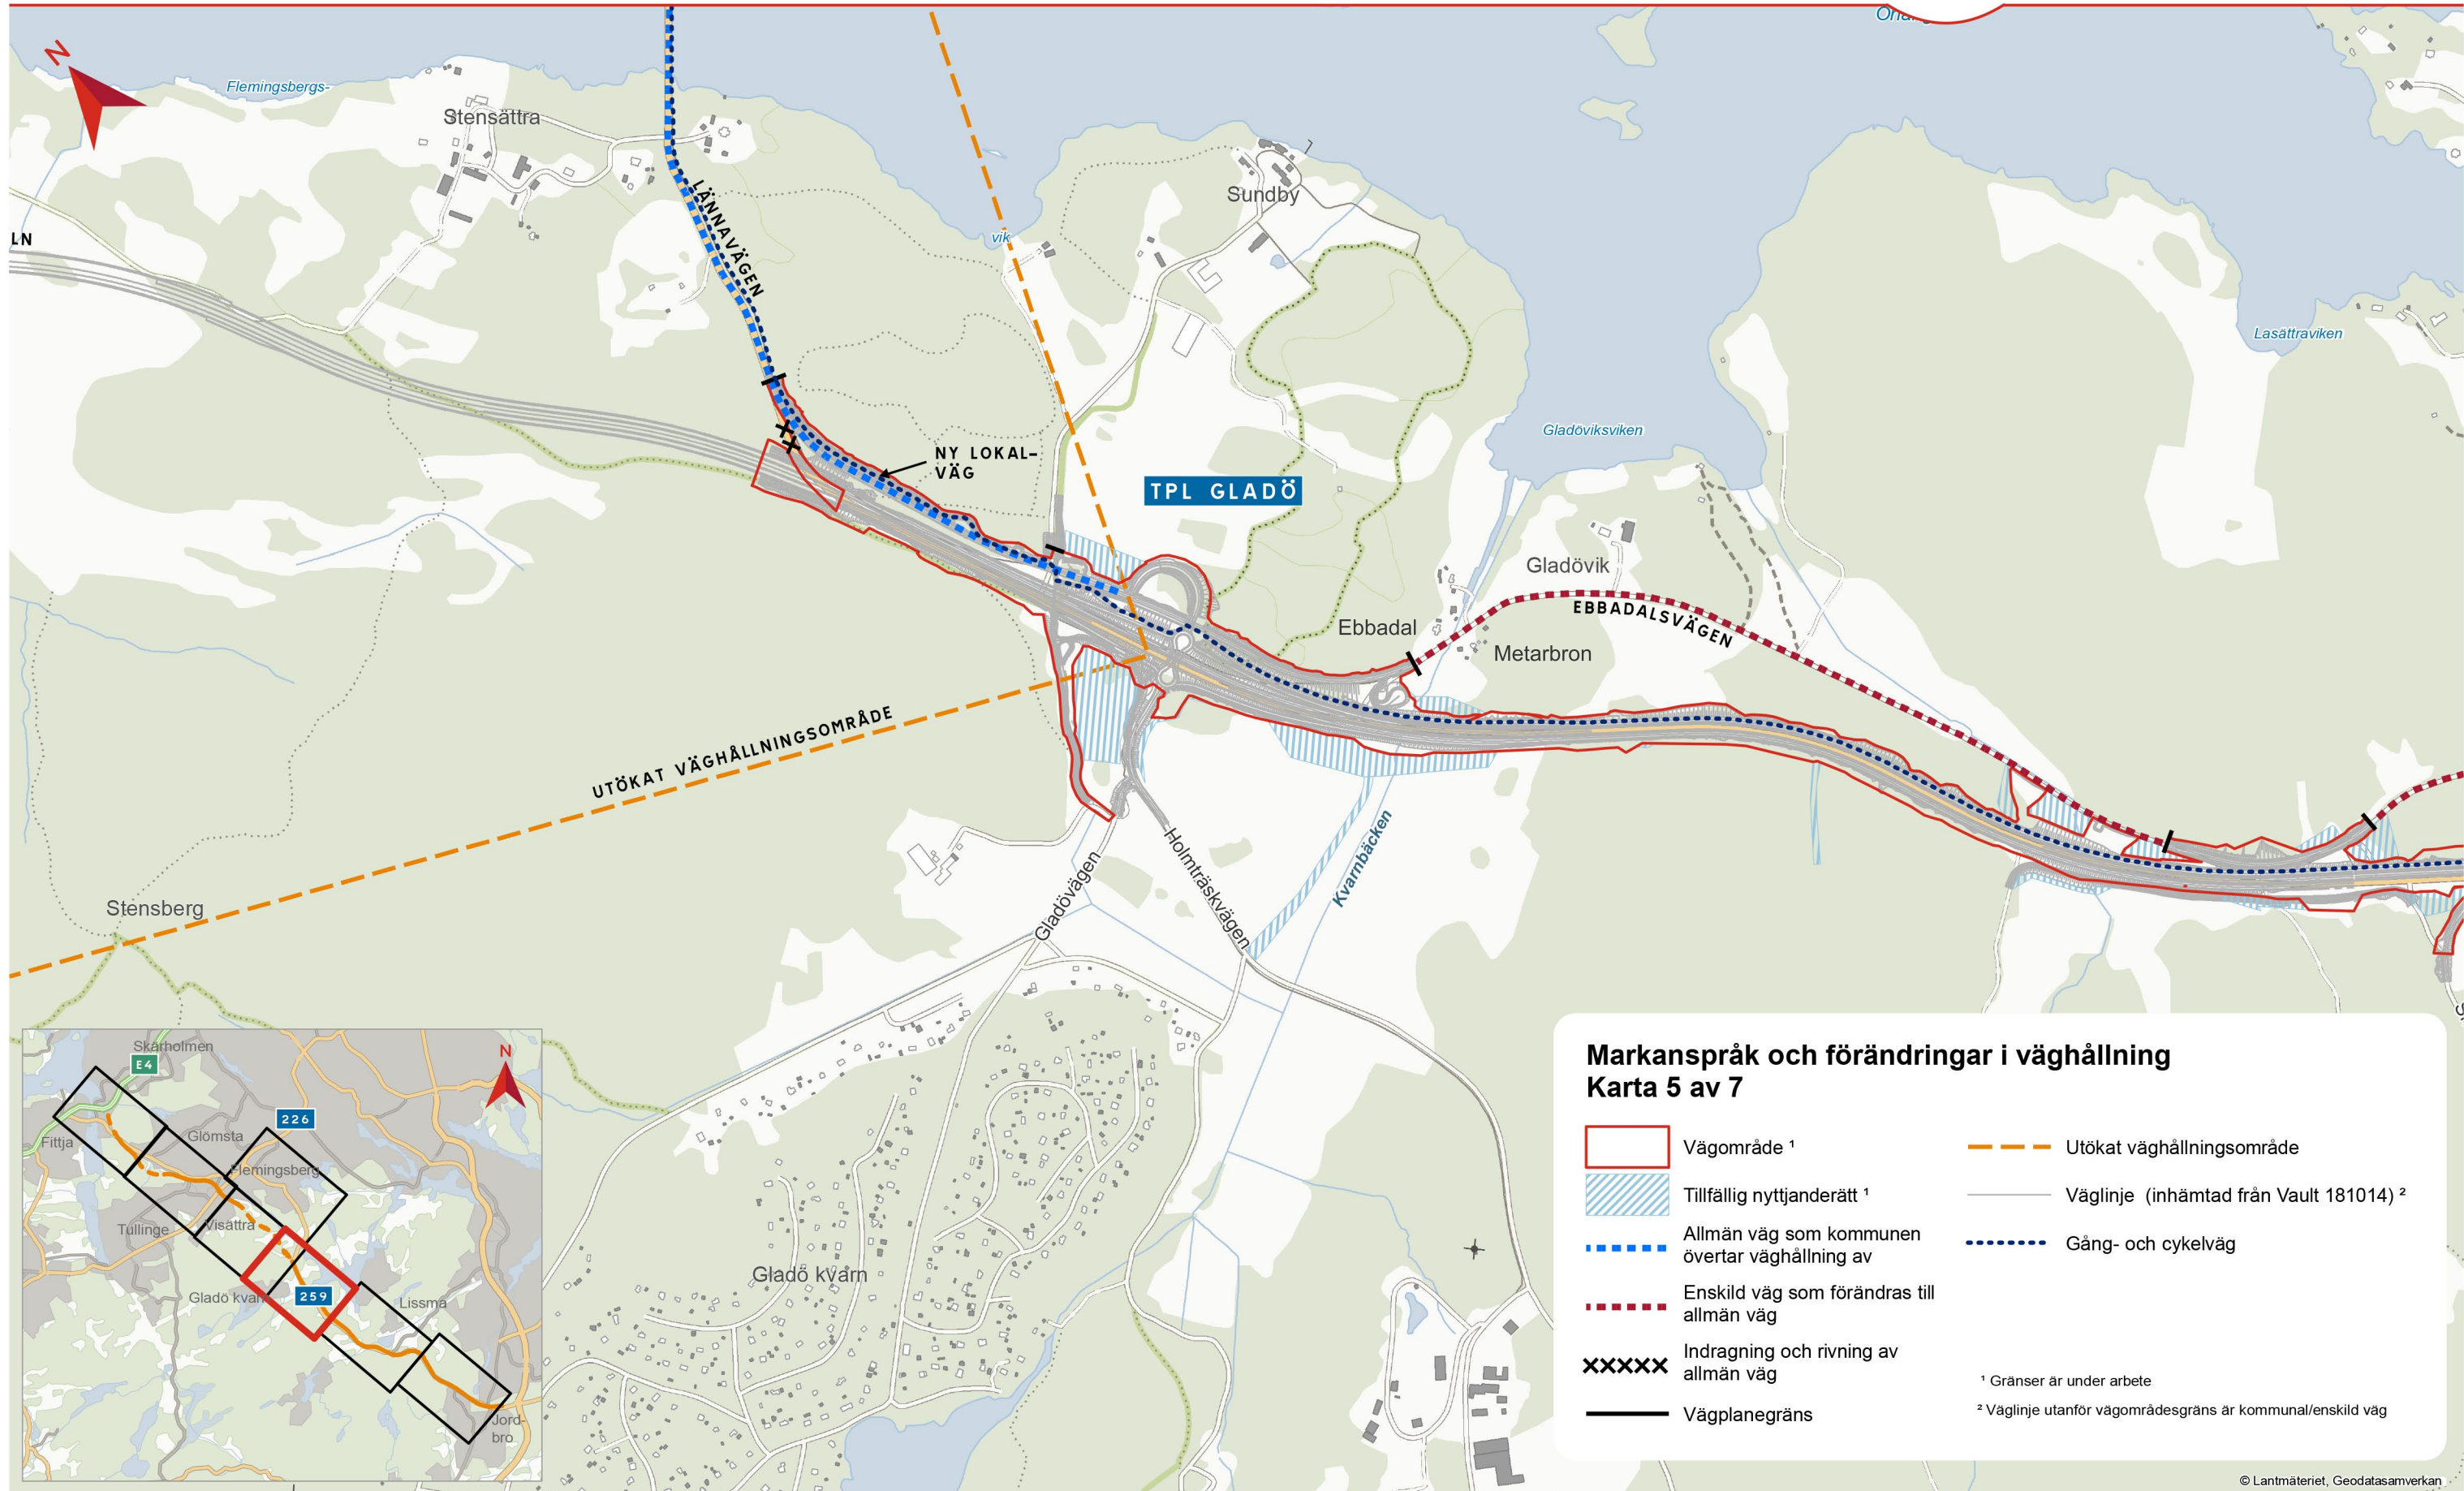 N
Flemingsbergs-
Stensättra
LN
LÄNNAVÄGEN
vik
Sundby
Lasättraviken
Gladöviksviken
NY LOKAL-
VÄG
TPL GLADÖ
Gladövik
EBBADALSVÄGEN
Ebbadal
Metarbron
UTÖKAT VÄGHÅLLNINGSOMRÅDE
Stensberg
Gladövägen
Holmträskvägen
Kvarnbäcken
Gladö kvarn
Skärholmen
E4
N
226
Fittja
Glömsta
Flemingsberg
Tullinge
Visättra
Gladö kvar
259
Lissma
Jord-
bro
Markanspråk och förändringar i väghållning
Karta 5 av 7
Vägområde ¹
Tillfällig nyttjanderätt ¹
Allmän väg som kommunen
övertar väghållning av
Enskild väg som förändras till
allmän väg
Indragning och rivning av
allmän väg
Vägplanegräns
Utökat väghållningsområde
Väglinje (inhämtad från Vault 181014) ²
Gång- och cykelväg
¹ Gränser är under arbete
² Väglinje utanför vägområdesgräns är kommunal/enskild väg
© Lantmäteriet, Geodatasamverkan